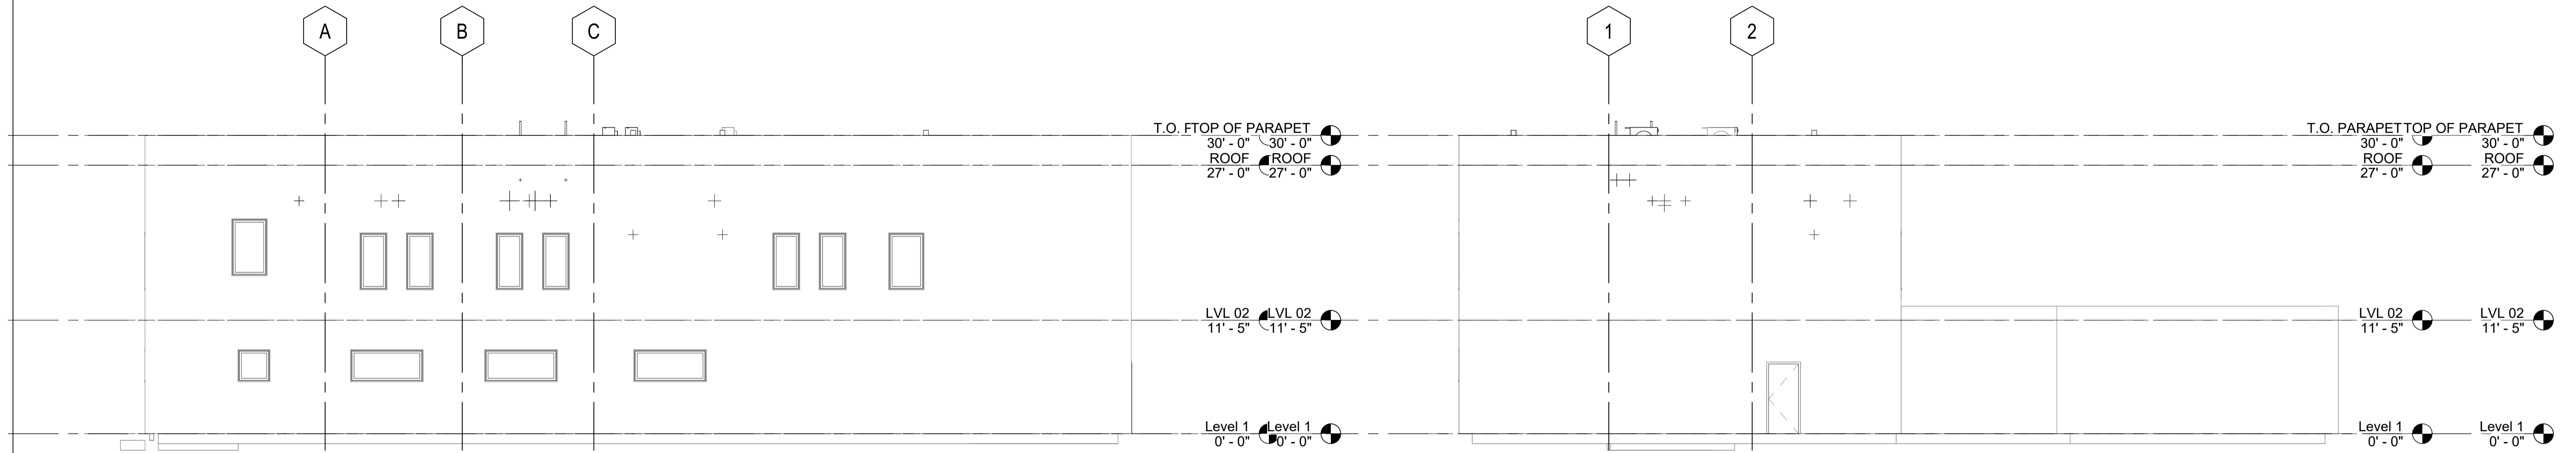 A B C 1 2
T.O. FTOP OF PARAPET T.O. PARAPET TOP OF PARAPET
30' - 0" 30' - 0" 30' - 0" 30' - 0"
ROOF ROOF ROOF ROOF
27' - 0" 27' - 0" 27' - 0" 27' - 0"
LVL 02 LVL 02 LVL 02 LVL 02
11' - 5" 11' - 5" 11' - 5" 11' - 5"
Level 1 Level 1 Level 1 Level 1
0' - 0" 0' - 0" 0' - 0" 0' - 0"